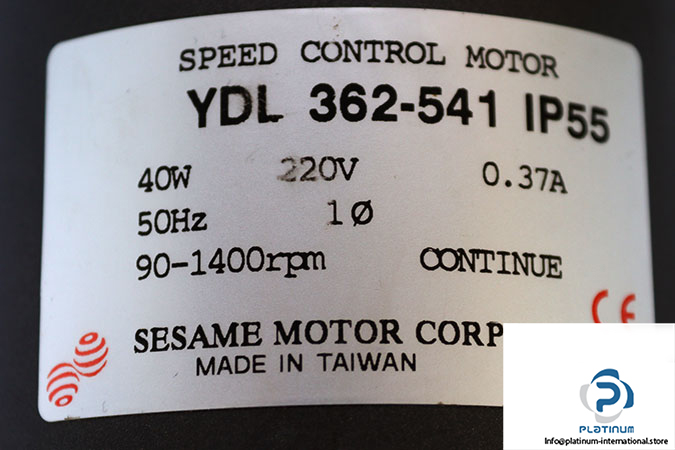 SPEED CONTROL MOTOR
YDL 362-541 IP55
40W 220V 0.37A
50Hz 1Ø
90-1400rpm CONTINUE
CE
SESAME MOTOR CORP
MADE IN TAIWAN
PLATINUM
Info@platinum-international.store